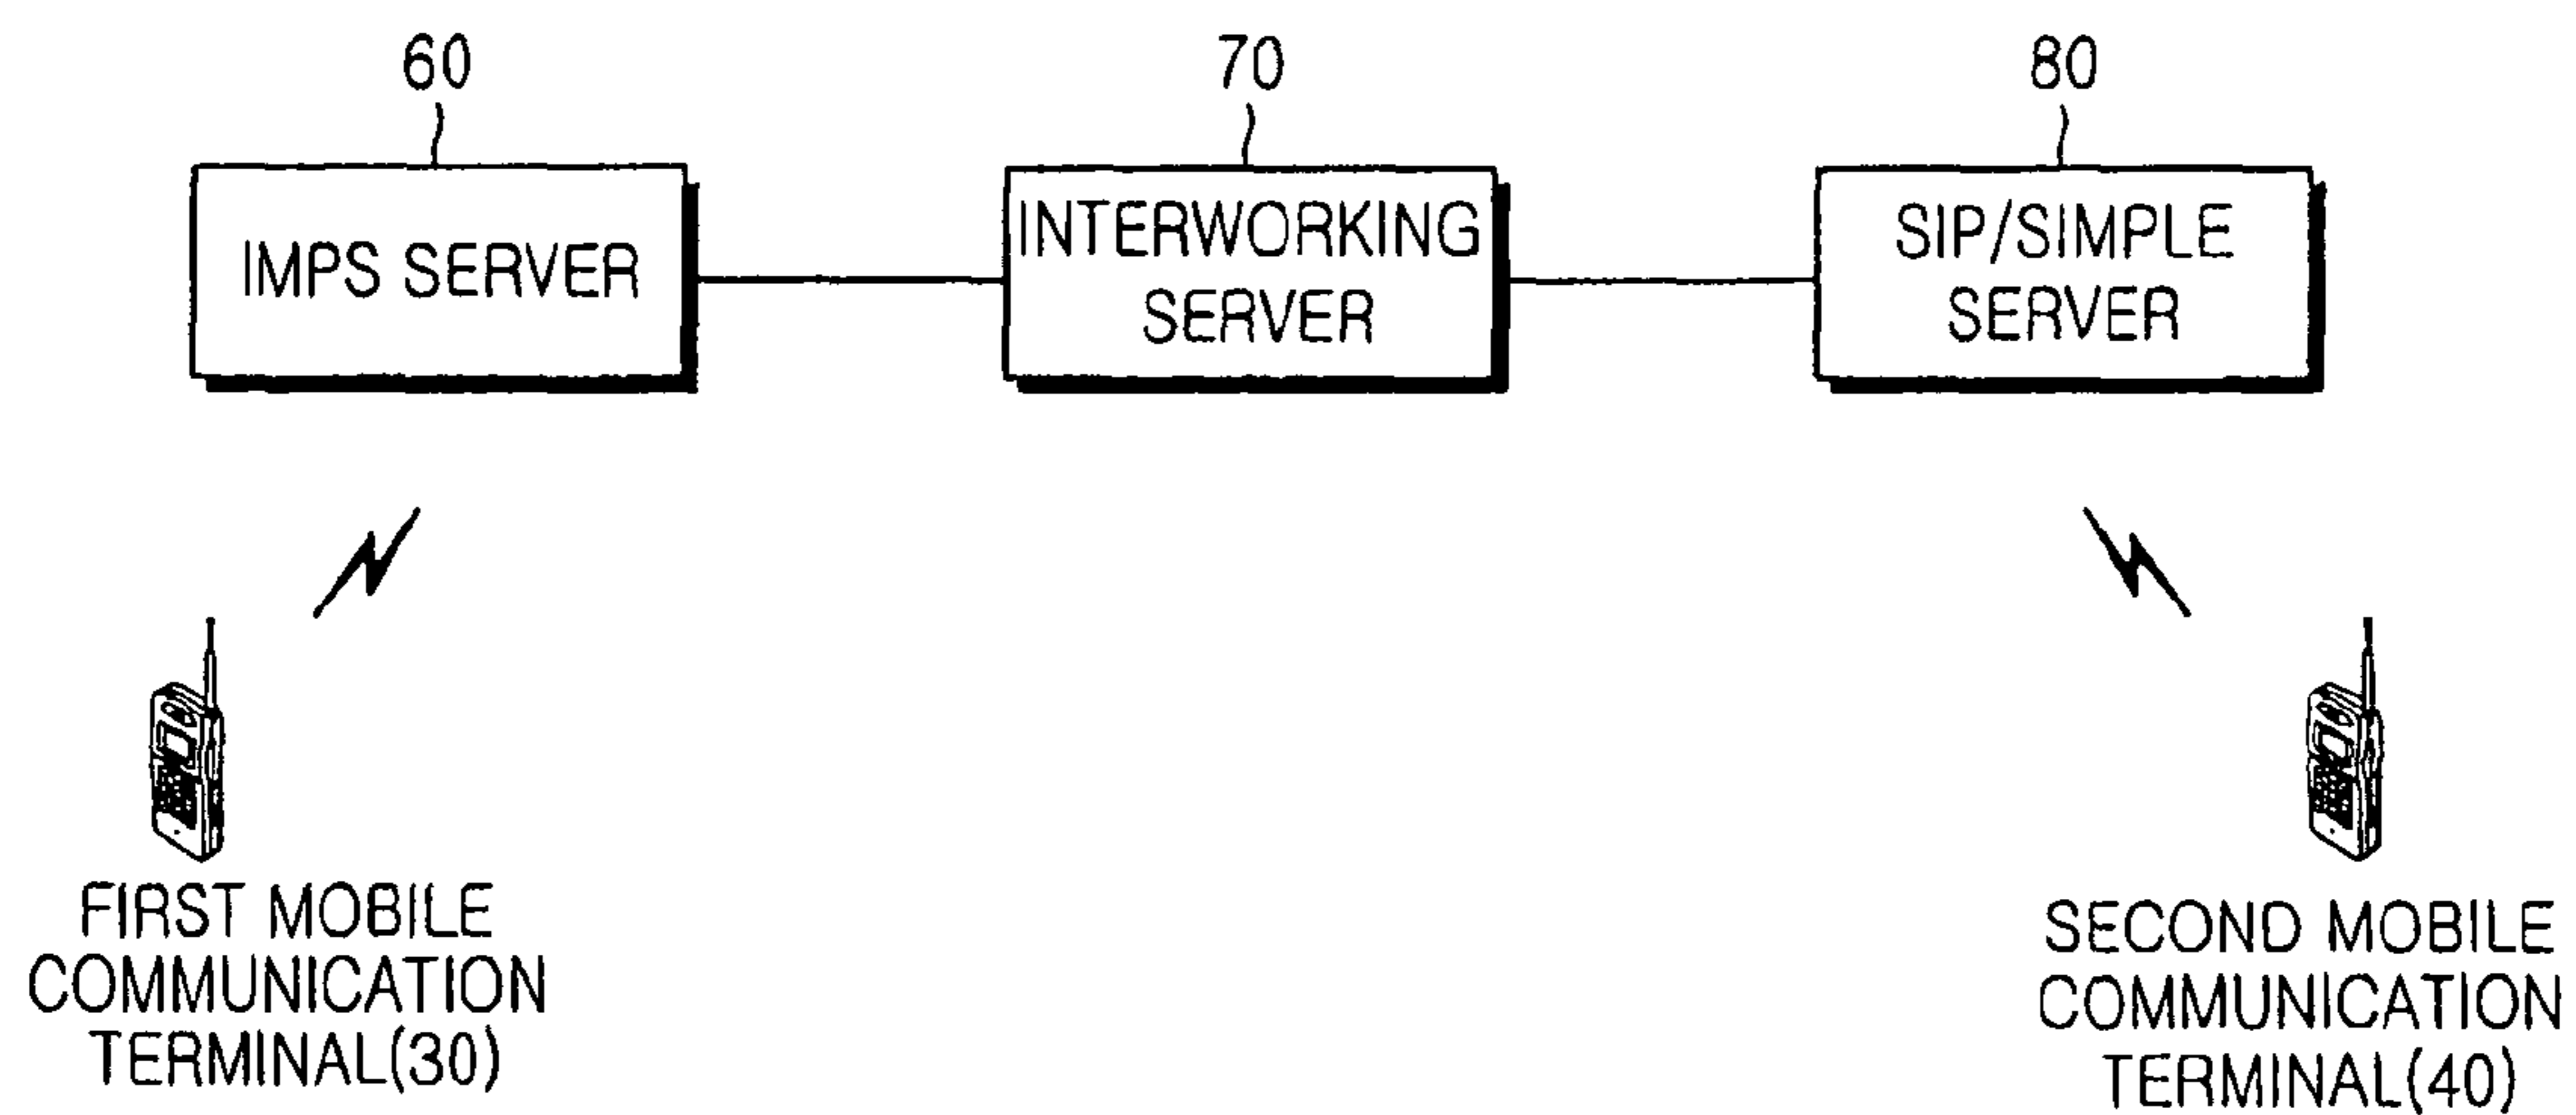 60
70
80
IMPS SERVER
INTERWORKING
SERVER
SIP/SIMPLE
SERVER
FIRST MOBILE
COMMUNICATION
TERMINAL(30)
SECOND MOBILE
COMMUNICATION
TERMINAL(40)